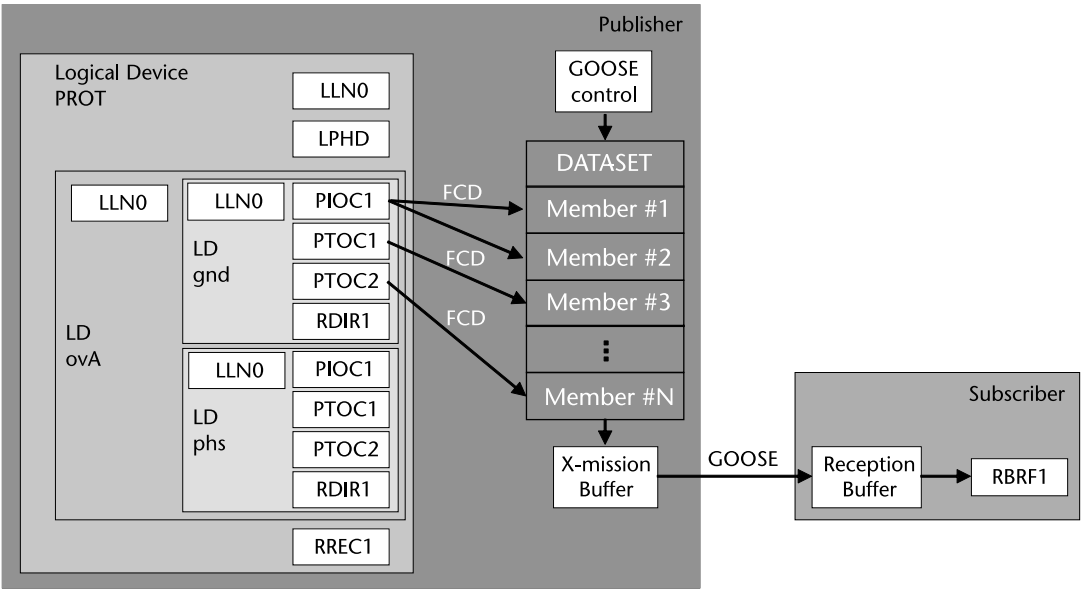 Publisher
Logical Device
PROT
LLN0
LPHD
LD
ovA
LLN0
LD
gnd
LLN0
PIOC1
PTOC1
PTOC2
RDIR1
LD
phs
LLN0
PIOC1
PTOC1
PTOC2
RDIR1
RREC1
FCD
FCD
FCD
GOOSE
control
DATASET
Member #1
Member #2
Member #3
⋮
Member #N
X-mission
Buffer
GOOSE
Subscriber
Reception
Buffer
RBRF1